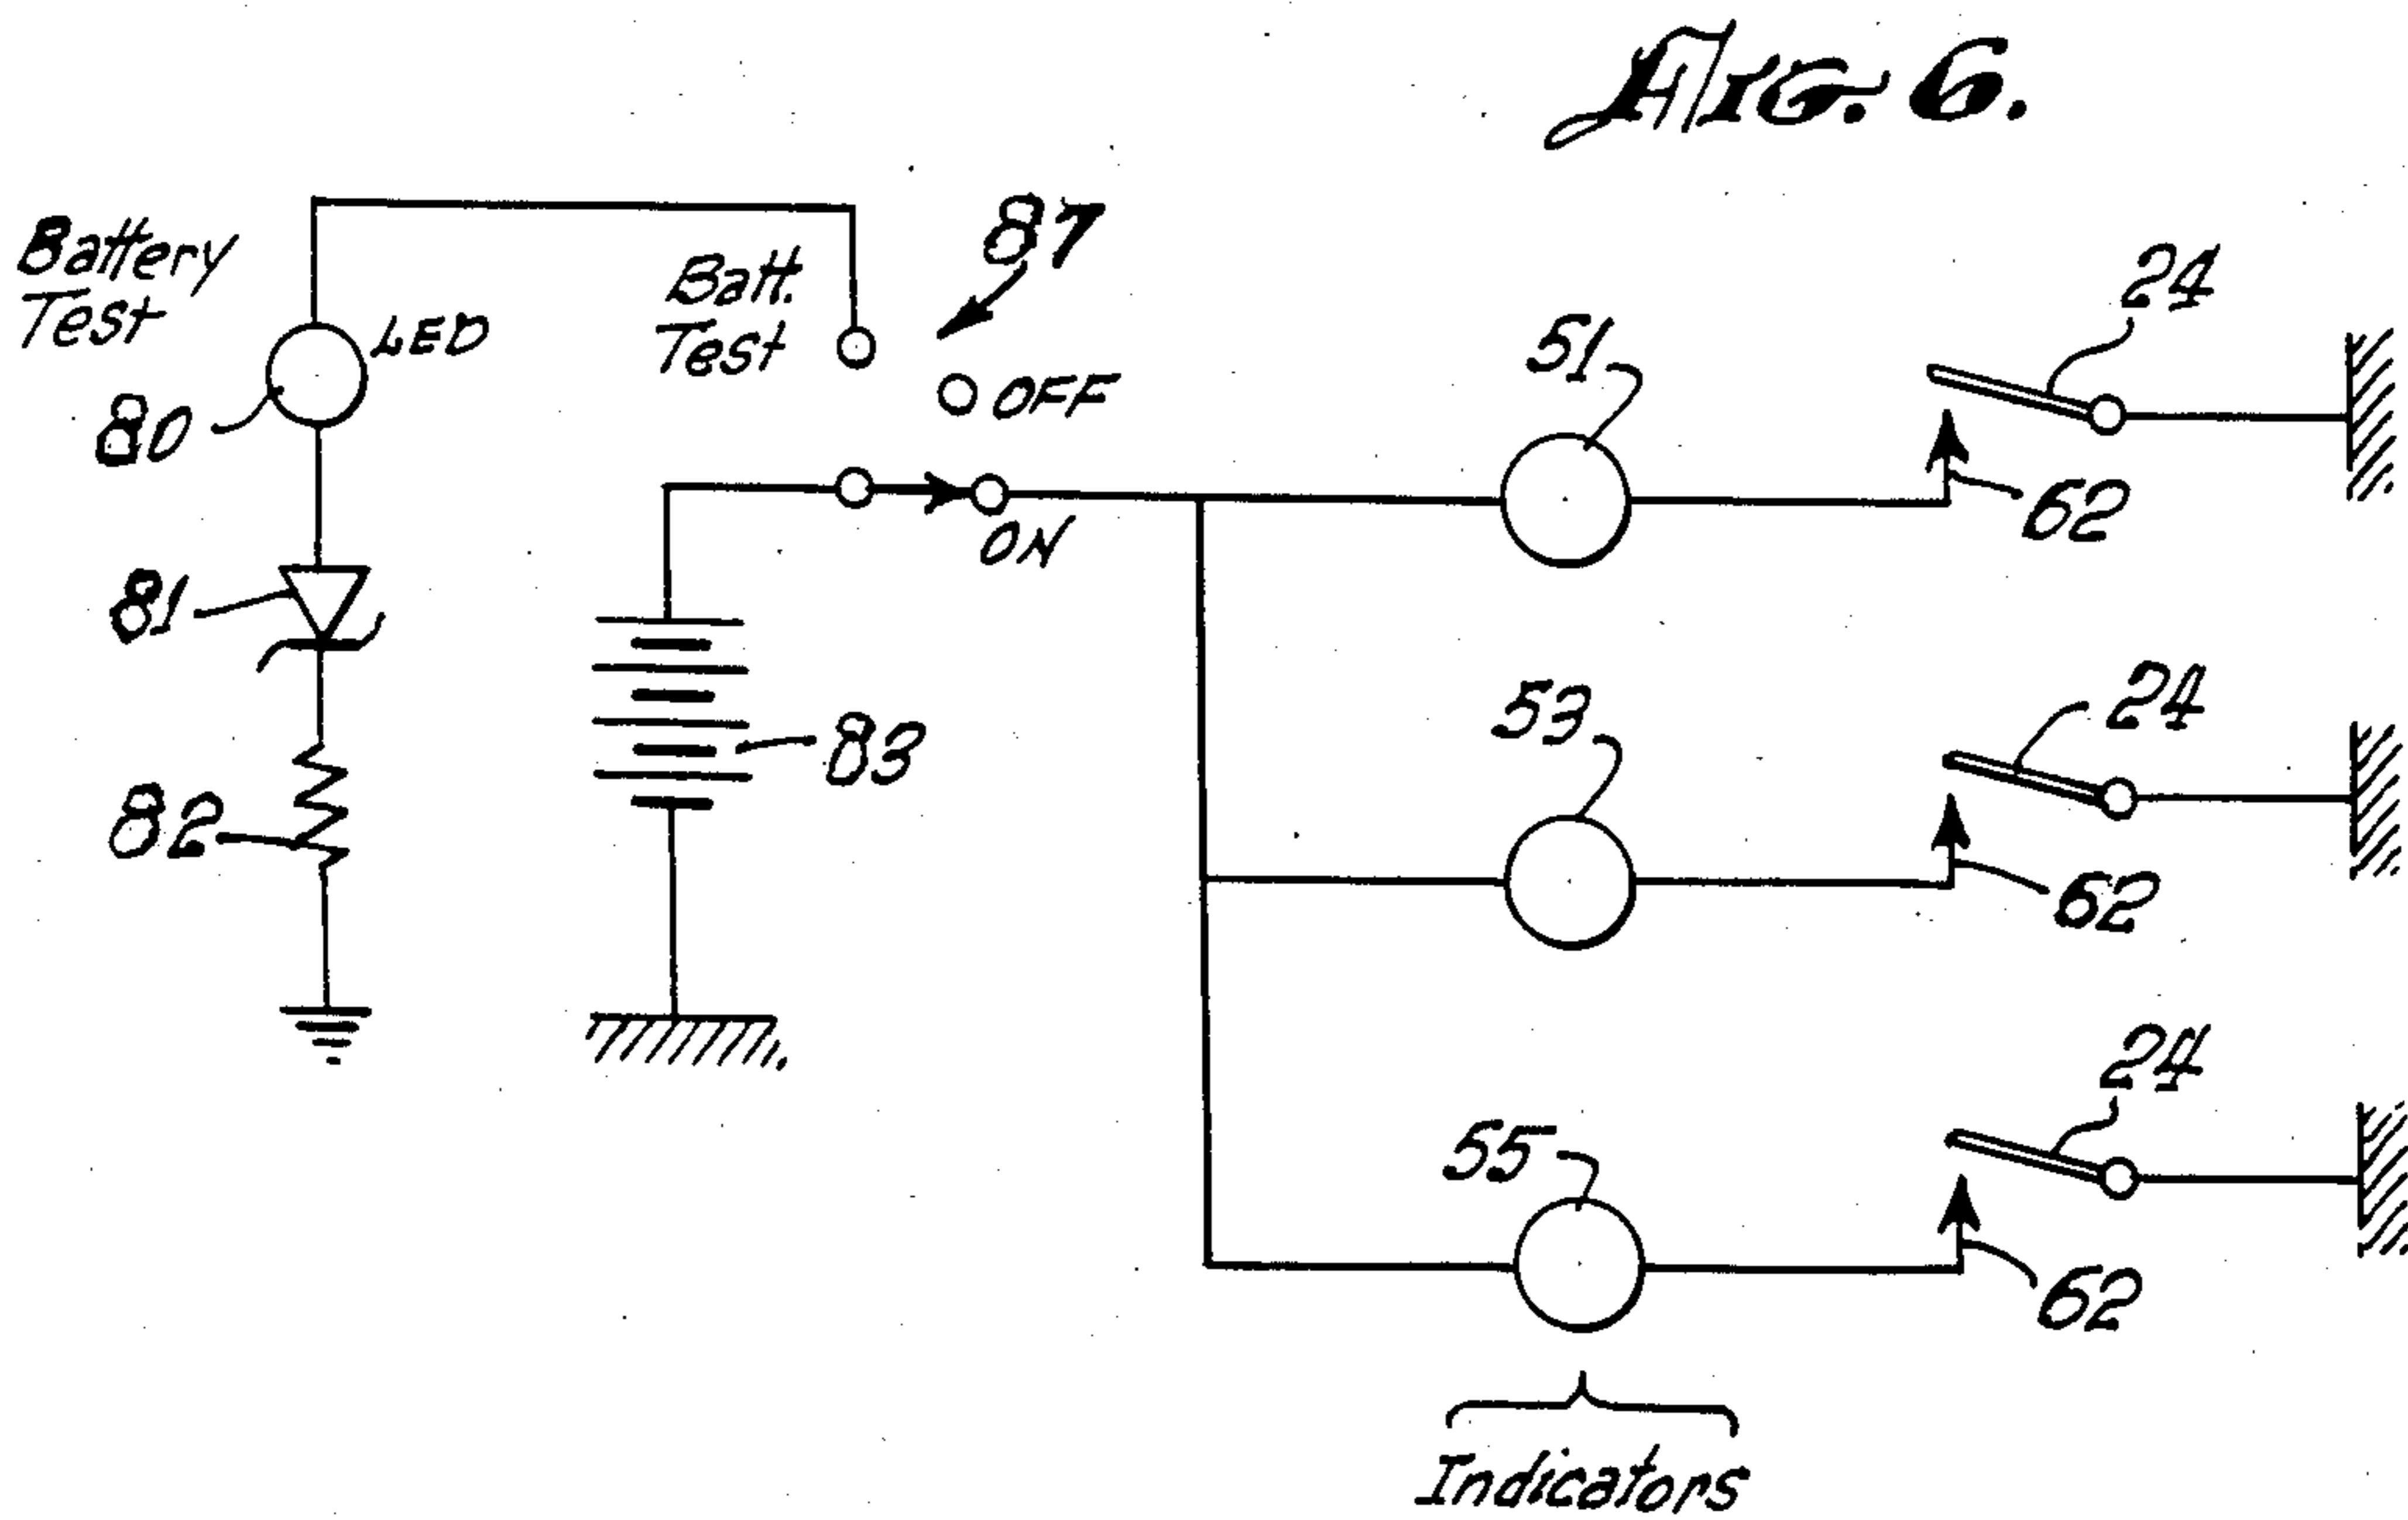 FIG. 6.
Battery
Test
LED
80
81
82
Batt.
Test
87
OFF
ON
83
51
24
62
53
24
62
55
24
62
Indicators